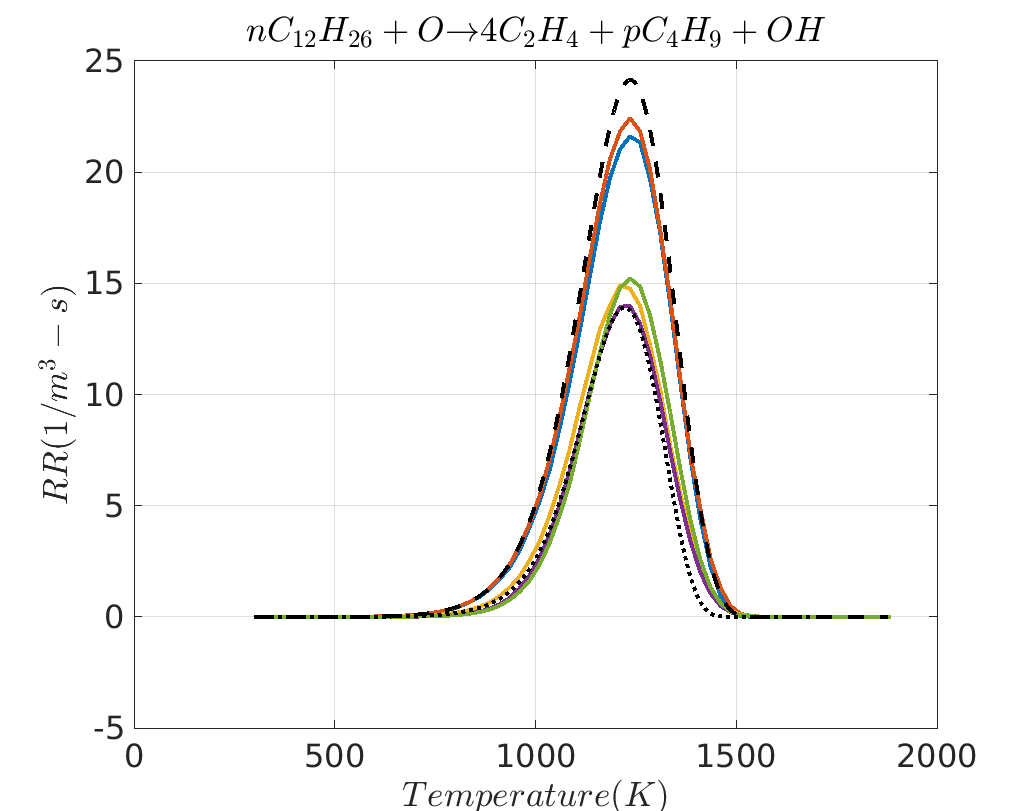 nC₁₂H₂₆ + O→4C₂H₄ + pC₄H₉ + OH
25
20
15
10
5
0
-5
RR(1/m³ − s)
0 500 1000 1500 2000
Temperature(K)